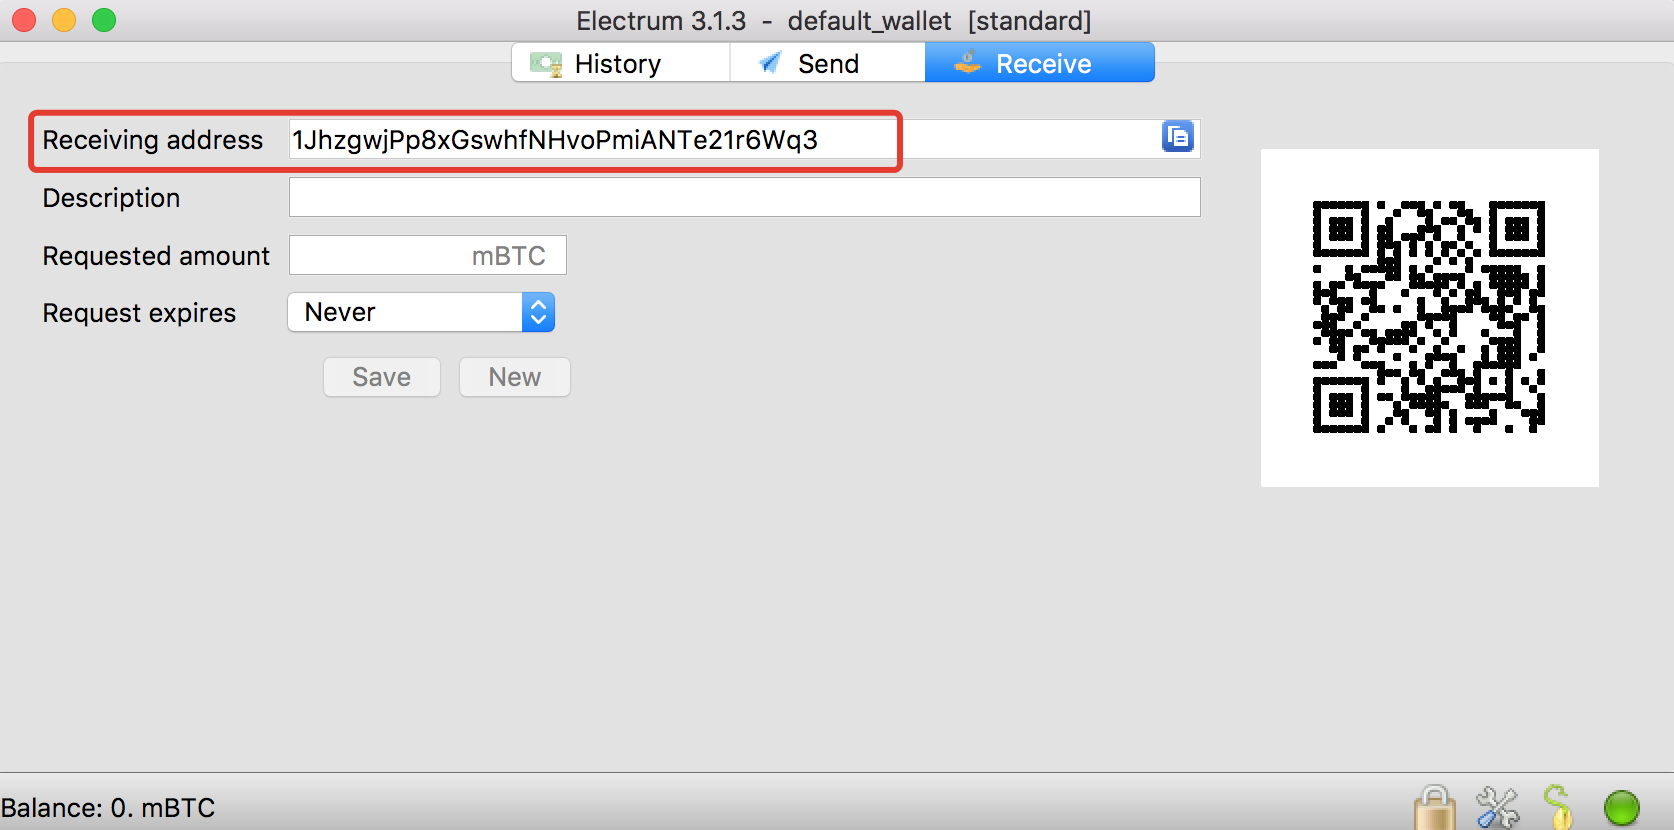 Electrum 3.1.3 - default_wallet [standard]
History Send Receive
Receiving address 1JhzgwjPp8xGswhfNHvoPmiANTe21r6Wq3
Description
Requested amount mBTC
Request expires Never
Save New
Balance: 0. mBTC